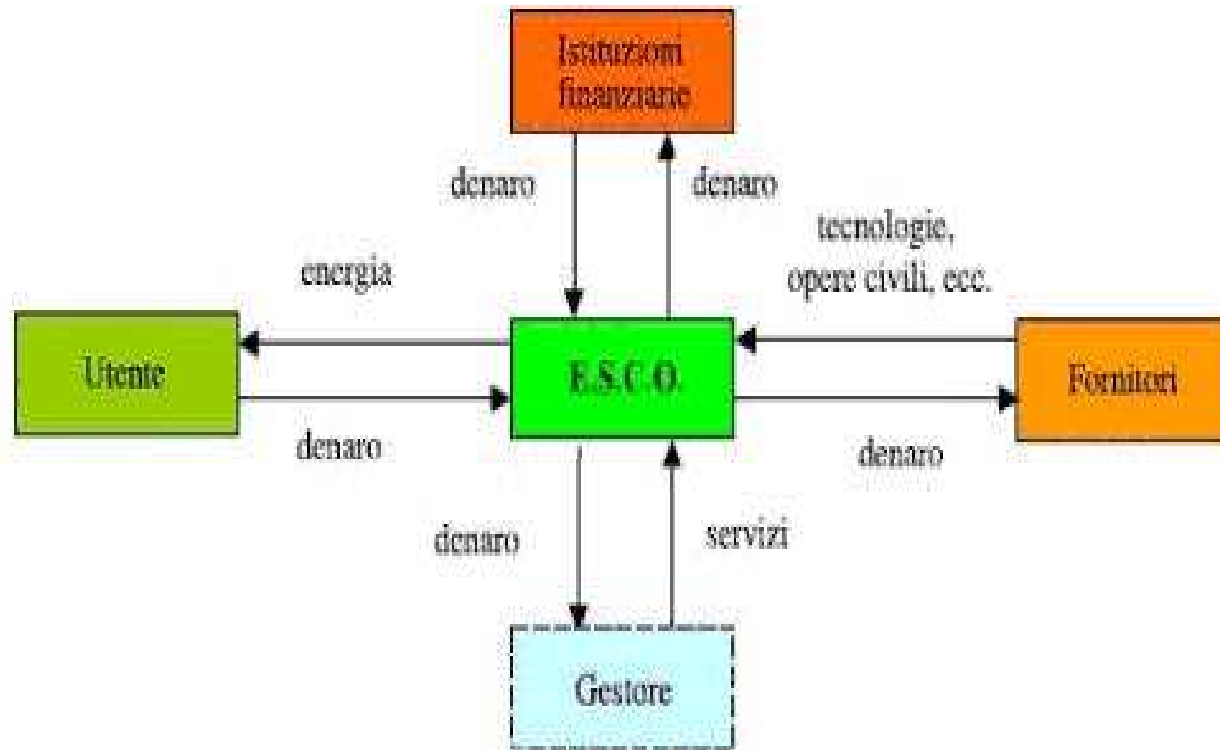 Istituzioni
finanziarie
denaro
denaro
tecnologie,
opere civili, ecc.
energia
Utente
E.S.C.O.
Fornitori
denaro
denaro
denaro
servizi
Gestore